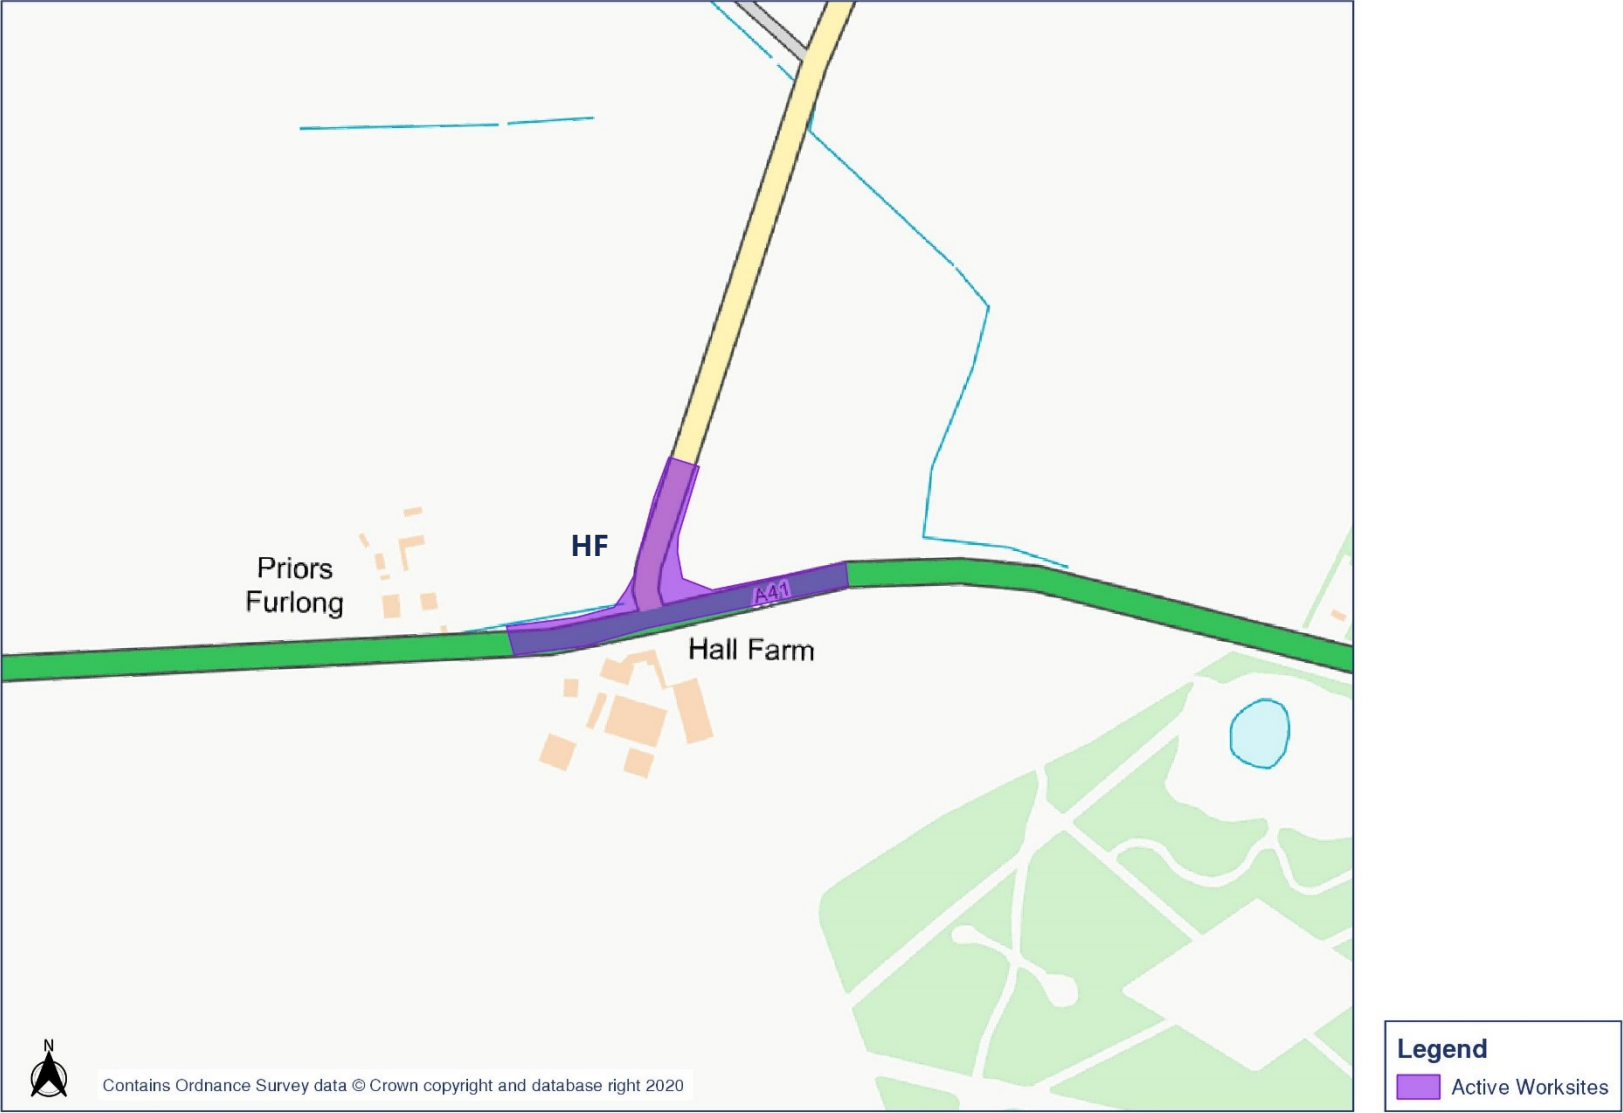 HF
Priors
Furlong
A41
Hall Farm
N
Contains Ordnance Survey data © Crown copyright and database right 2020
Legend
Active Worksites